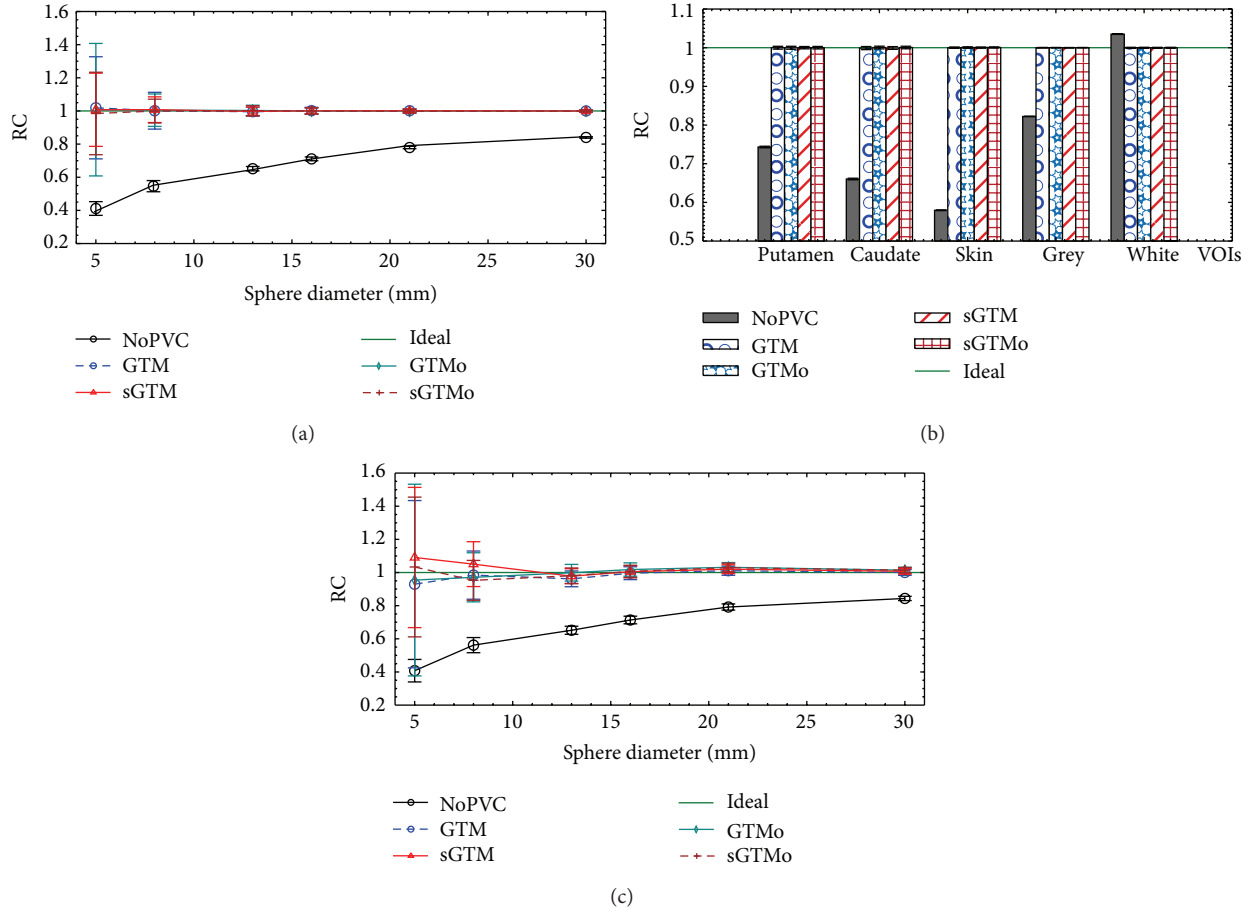 1.6
1.4
1.2
1
0.8
0.6
0.4
0.2
RC
5 10 15 20 25 30
Sphere diameter (mm)
NoPVC
GTM
sGTM
Ideal
GTMo
sGTMo
(a)
1.1
1
0.9
0.8
0.7
0.6
0.5
RC
Putamen Caudate Skin Grey White VOIs
NoPVC
GTM
GTMo
sGTM
sGTMo
Ideal
(b)
1.6
1.4
1.2
1
0.8
0.6
0.4
0.2
RC
5 10 15 20 25 30
Sphere diameter (mm)
NoPVC
GTM
sGTM
Ideal
GTMo
sGTMo
(c)